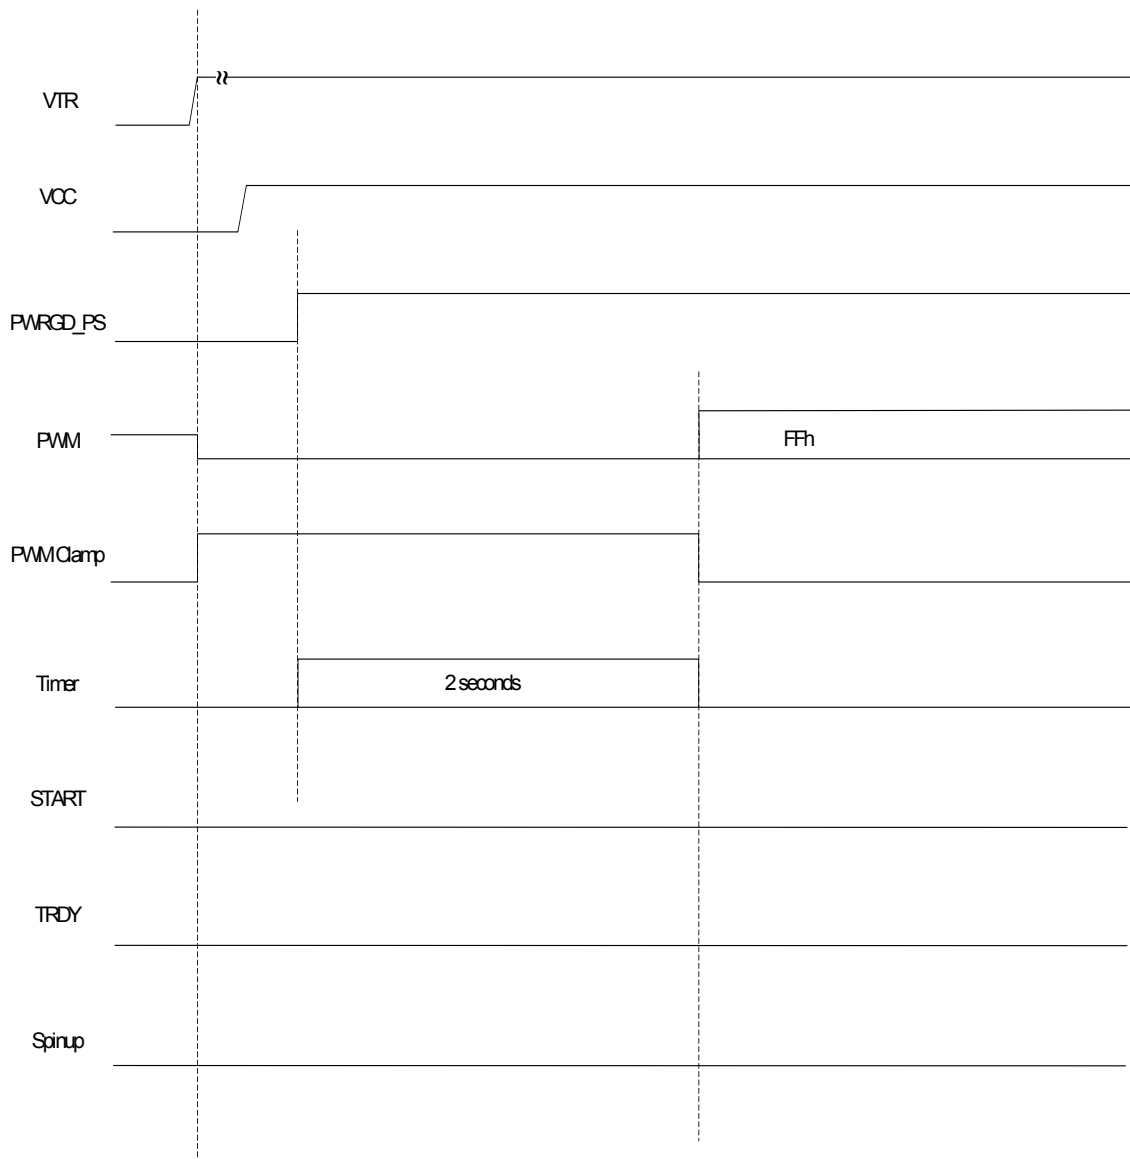 VTR
VCC
PWRGD_PS
PWM
FFh
PWM Clamp
Timer
2 seconds
START
TRDY
Spinup